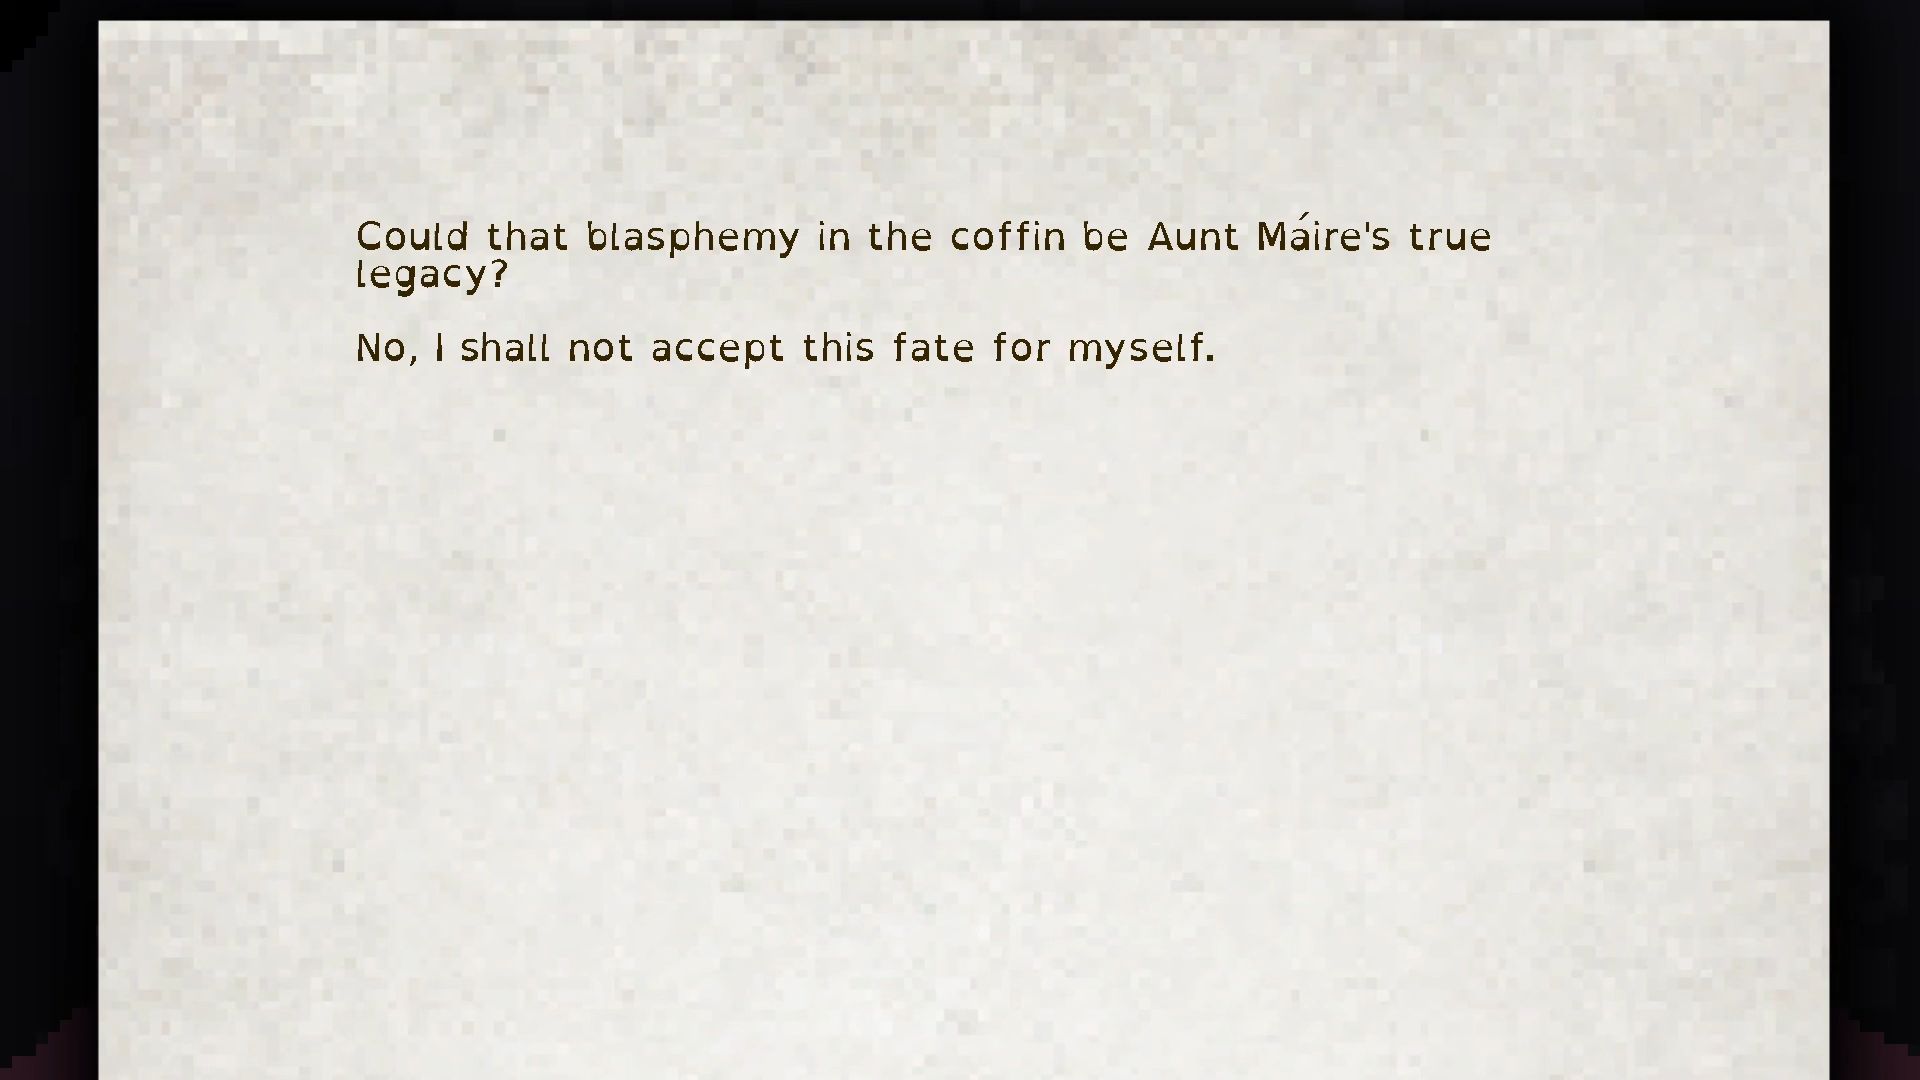 Could that blasphemy in the coffin be Aunt Máire's true
legacy?
No, I shall not accept this fate for myself.